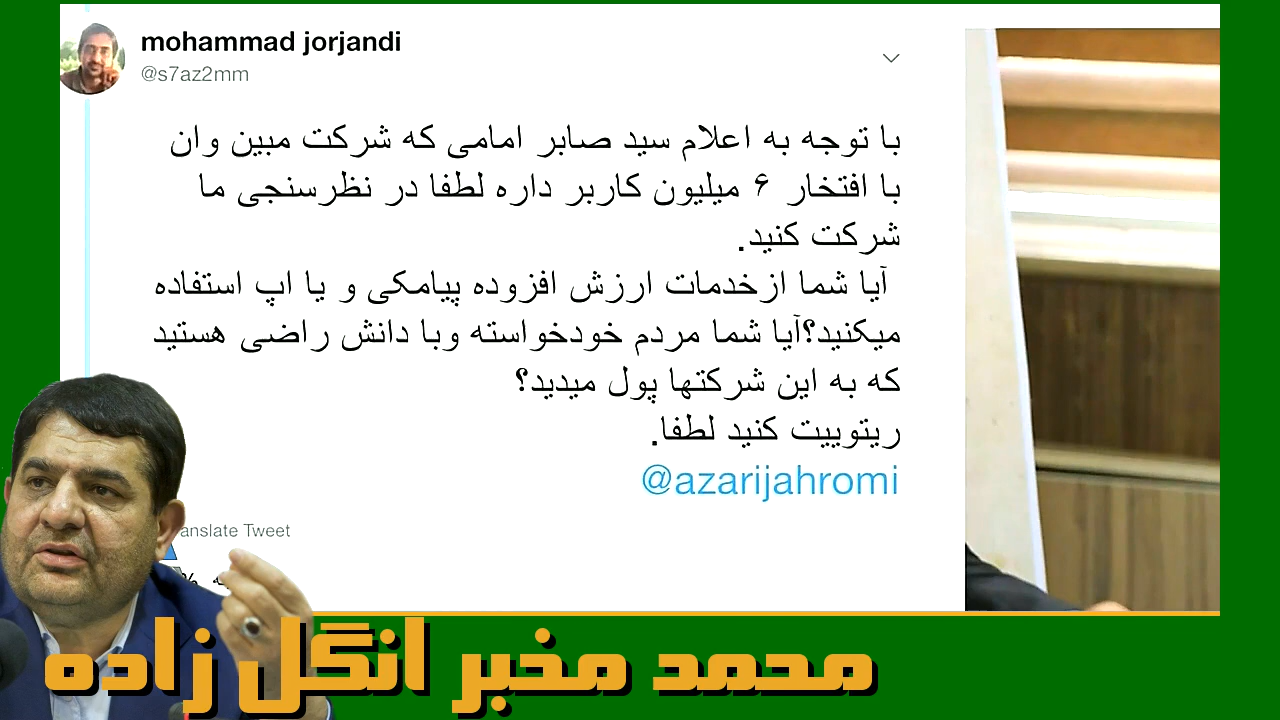 mohammad jorjandi
@s7az2mm
با توجه به اعلام سید صابر امامی که شرکت مبین وان
با افتخار ۶ میلیون کاربر داره لطفا در نظرسنجی ما
شرکت کنید.
آیا شما ازخدمات ارزش افزوده پیامکی و یا اپ استفاده
میکنید؟آیا شما مردم خودخواسته وبا دانش راضی هستید
که به این شرکتها پول میدید؟
ریتوییت کنید لطفا.
@azarijahromi
anslate Tweet
محمد مخبر انگل زاده